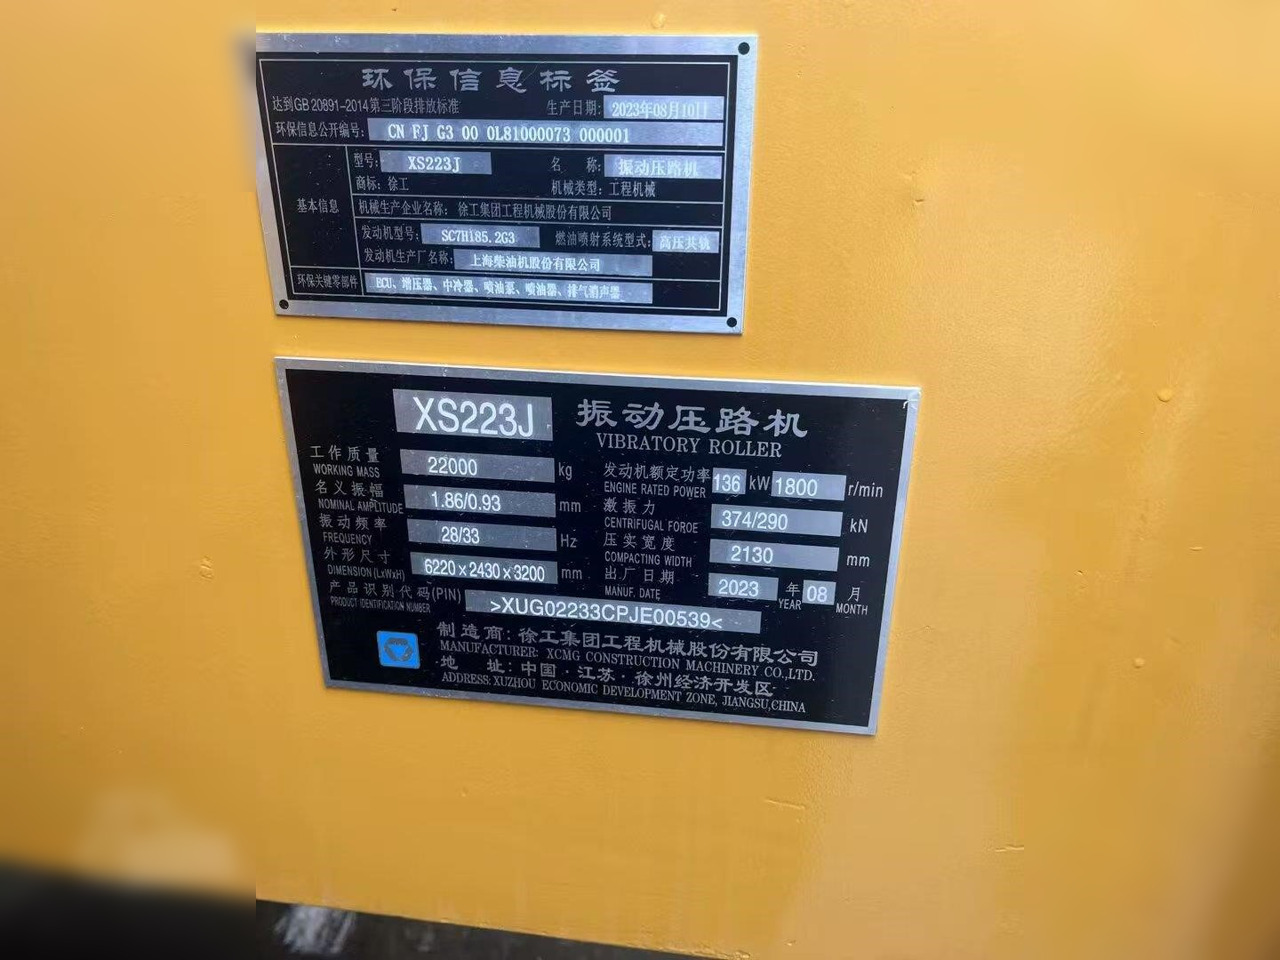 环保信息标签
达到GB 20891-2014第三阶段排放标准 生产日期: 2023年08月10日
环保信息公开编号: CN FJ G3 00 0L81000073 000001
基本信息
型号: XS223J 名 称: 振动压路机
商标: 徐工 机械类型: 工程机械
机械生产企业名称: 徐工集团工程机械股份有限公司
发动机型号: SC7H185.2G3 燃油喷射系统型式: 高压共轨
发动机生产厂名称: 上海柴油机股份有限公司
环保关键零部件 ECU、增压器、中冷器、喷油泵、喷油器、排气消声器
XS223J 振动压路机
VIBRATORY ROLLER
工作质量 22000 kg
WORKING MASS
名义振幅 1.86/0.93 mm
NOMINAL AMPLITUDE
振动频率 28/33 Hz
FREQUENCY
外形尺寸 6220x2430x3200 mm
DIMENSION(LxWxH)
发动机额定功率 136 kW 1800 r/min
ENGINE RATED POWER
激振力 374/290 kN
CENTRIFUGAL FOROE
压实宽度 2130 mm
COMPACTING WIDTH
出厂日期 2023 年 08 月
MANUF. DATE YEAR MONTH
产品识别代码(PIN) >XUG02233CPJE00539<
PRODUCT IDENTIFICATION NUMBER
制造商: 徐工集团工程机械股份有限公司
MANUFACTURER: XCMG CONSTRUCTION MACHINERY CO.,LTD.
地 址: 中国·江苏·徐州经济开发区
ADDRESS: XUZHOU ECONOMIC DEVELOPMENT ZONE, JIANGSU,CHINA